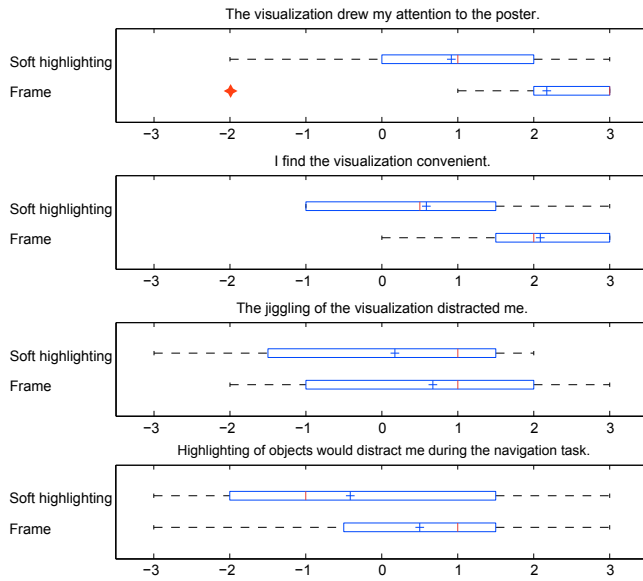 The visualization drew my attention to the poster.
Soft highlighting
Frame
−3 −2 −1 0 1 2 3
I find the visualization convenient.
Soft highlighting
Frame
−3 −2 −1 0 1 2 3
The jiggling of the visualization distracted me.
Soft highlighting
Frame
−3 −2 −1 0 1 2 3
Highlighting of objects would distract me during the navigation task.
Soft highlighting
Frame
−3 −2 −1 0 1 2 3